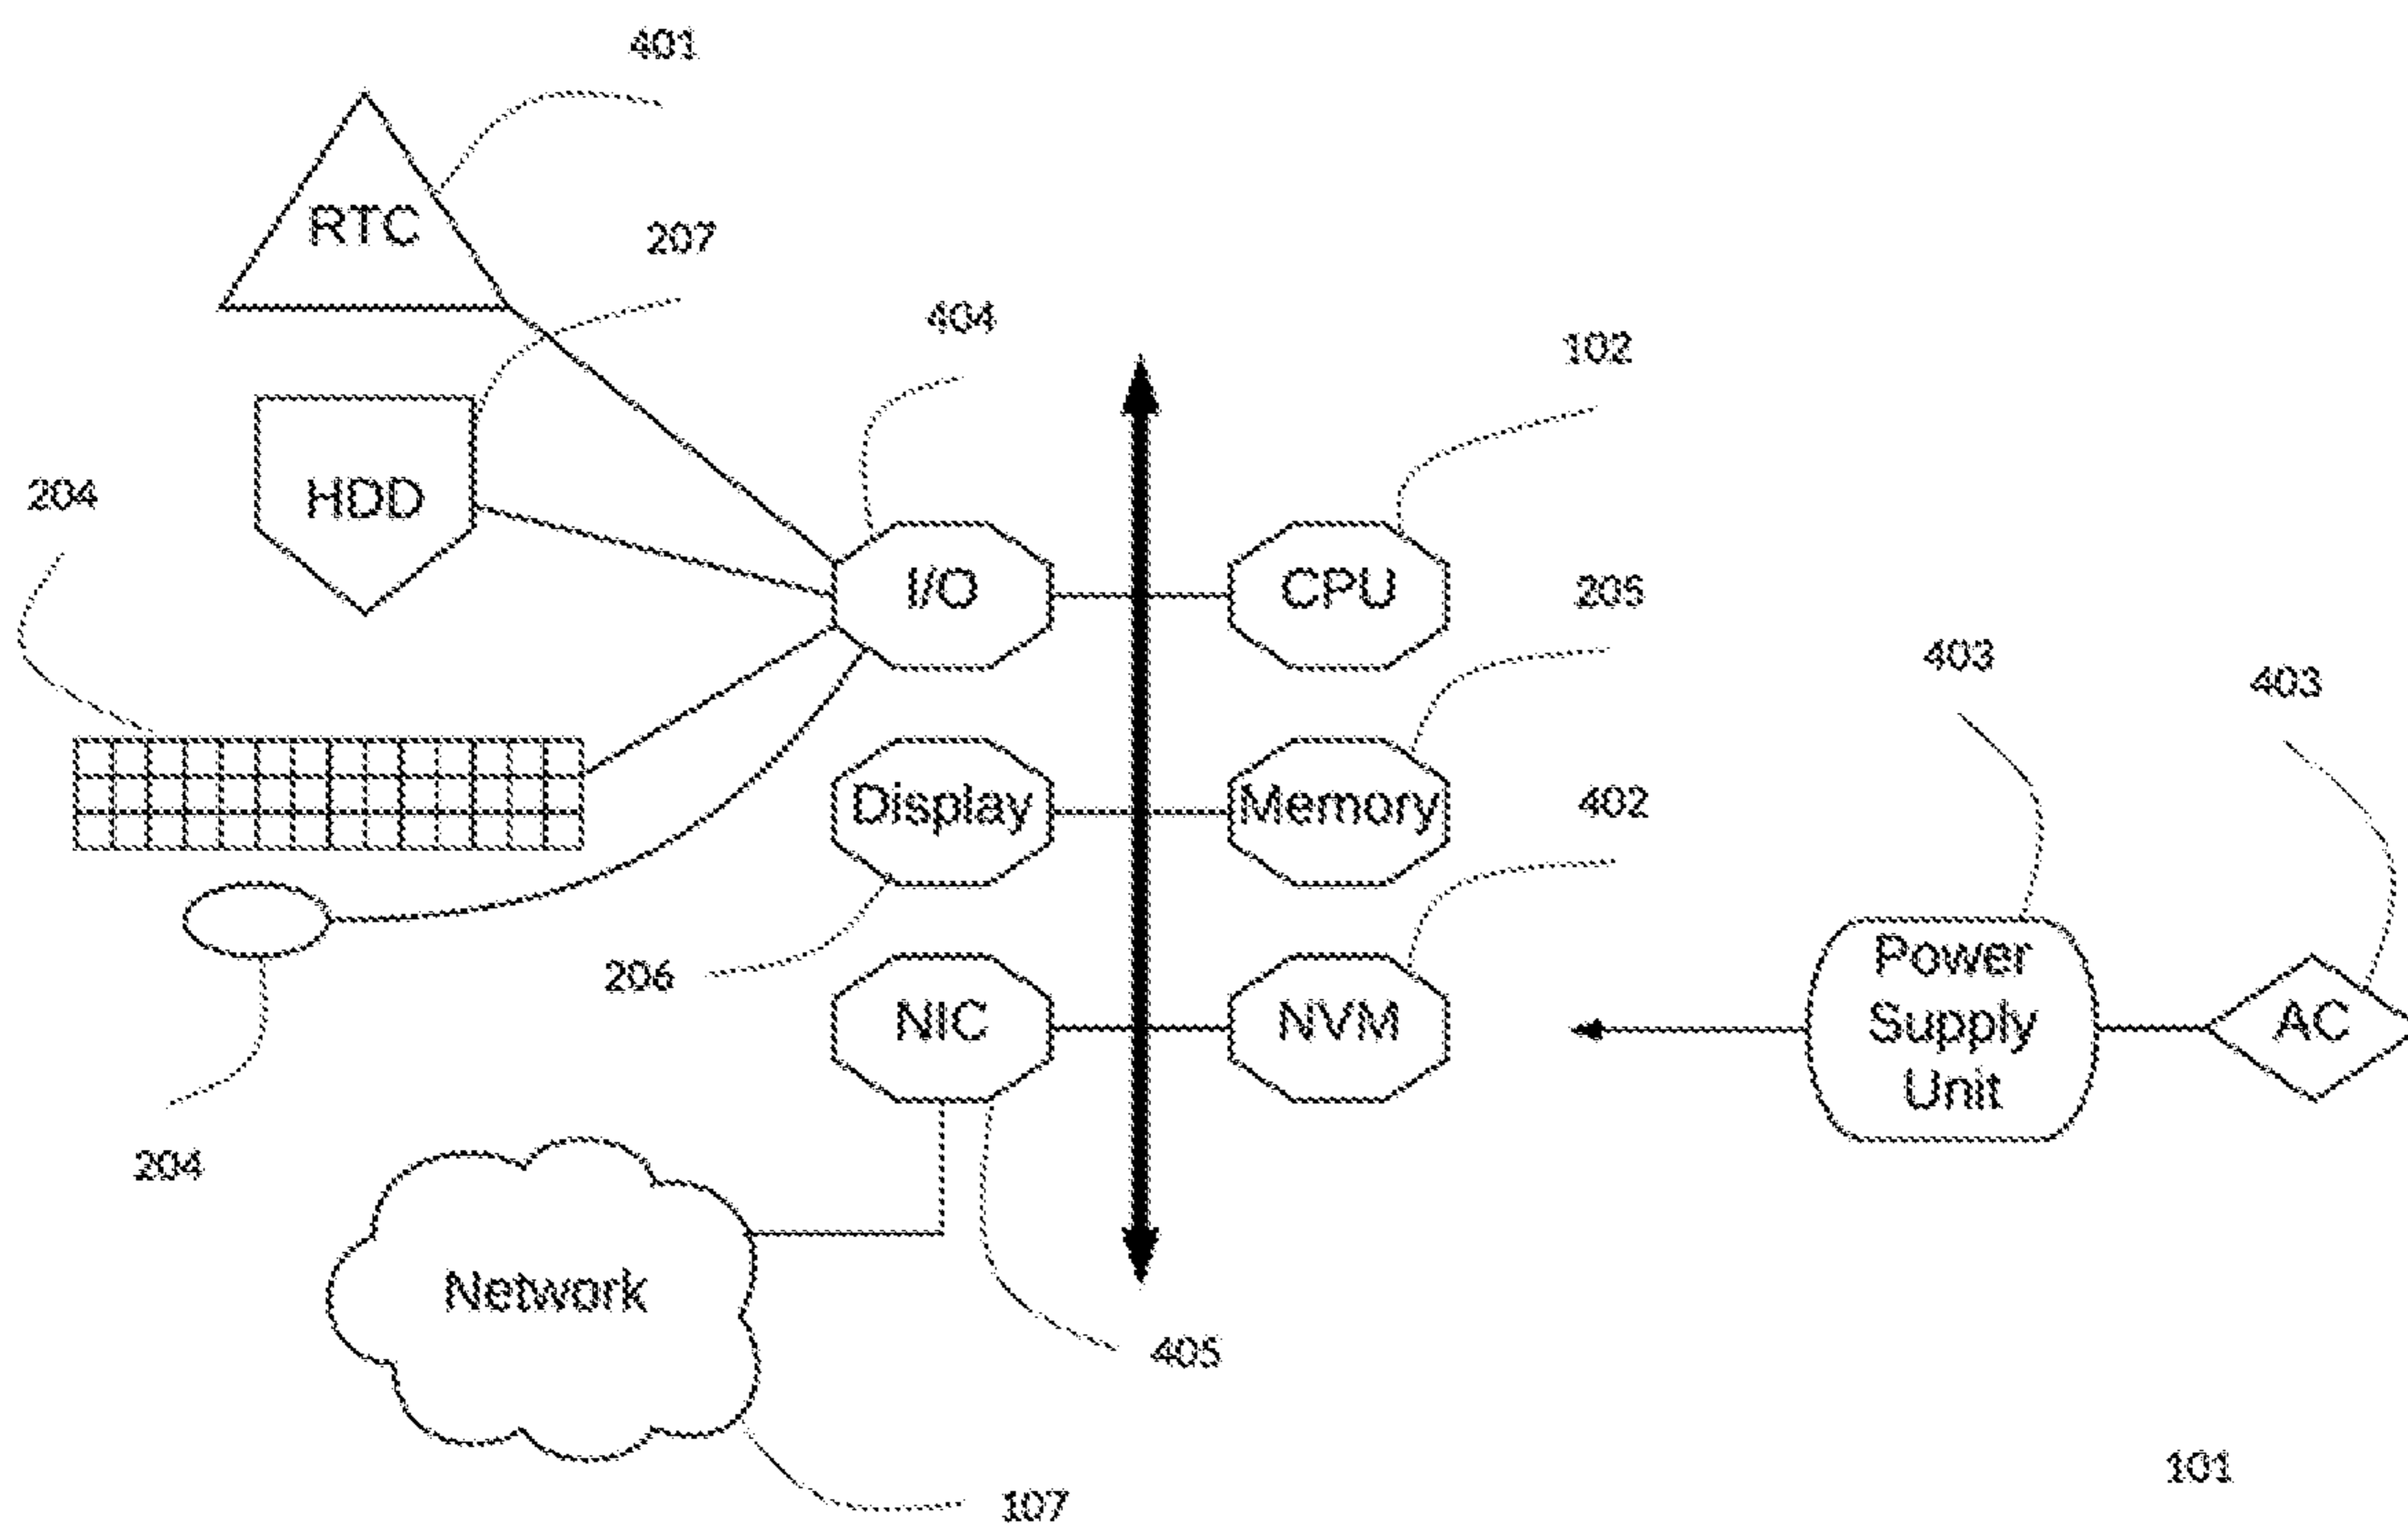 401
RTC
207
404
102
HDD
204
I/O
CPU
205
403
403
Display
Memory
402
206
NIC
NVM
Power
Supply
Unit
AC
204
Network
405
101
107